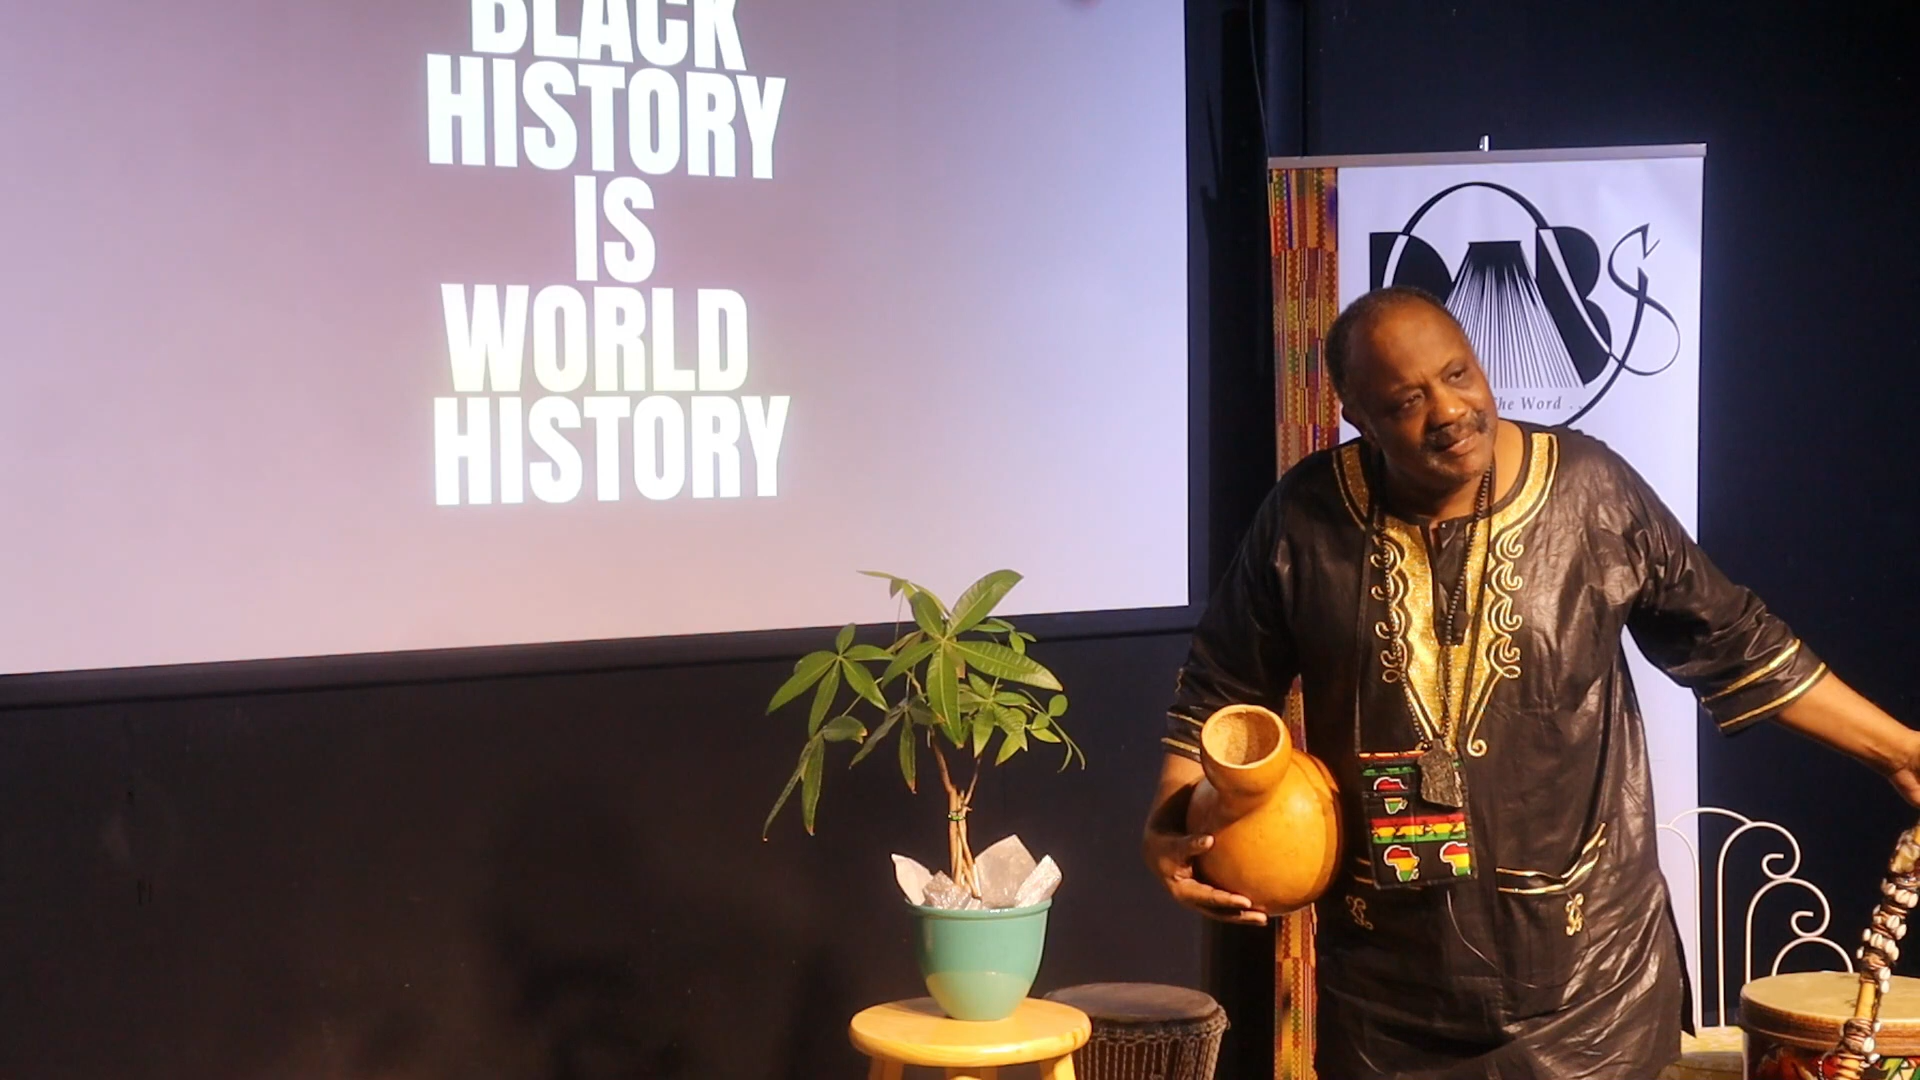 BLACK
HISTORY
IS
WORLD
HISTORY
The Word . .